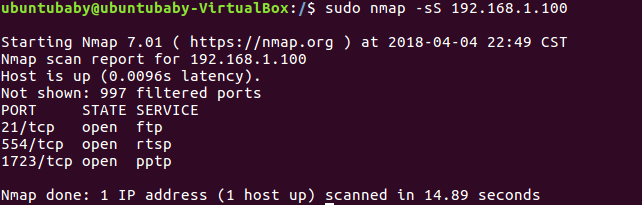 ubuntubaby@ubuntubaby-VirtualBox:/$ sudo nmap -sS 192.168.1.100
Starting Nmap 7.01 ( https://nmap.org ) at 2018-04-04 22:49 CST
Nmap scan report for 192.168.1.100
Host is up (0.0096s latency).
Not shown: 997 filtered ports
PORT     STATE SERVICE
21/tcp   open  ftp
554/tcp  open  rtsp
1723/tcp open  pptp
Nmap done: 1 IP address (1 host up) scanned in 14.89 seconds